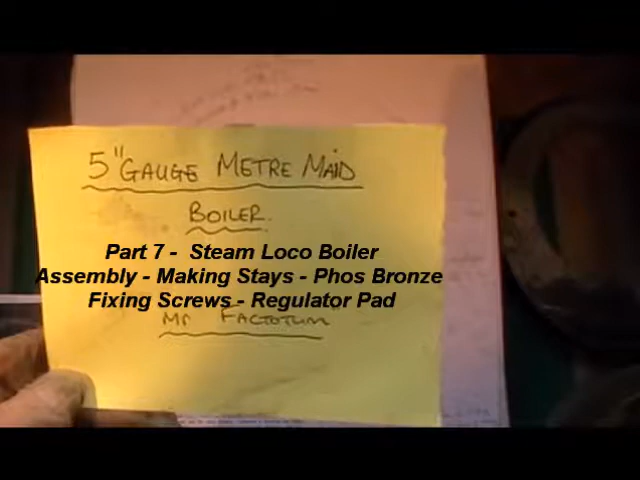 5" GAUGE METRE MAID
BOILER.
Part 7 - Steam Loco Boiler
Assembly - Making Stays - Phos Bronze
Fixing Screws - Regulator Pad
Mr FACTOTUM